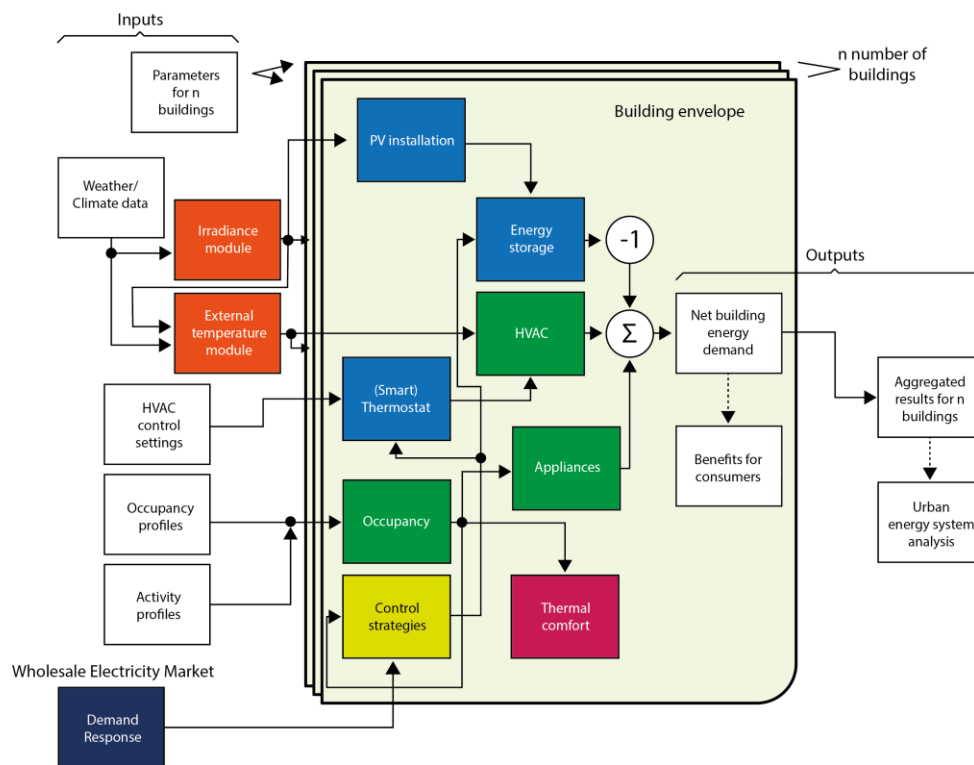 Inputs
Parameters
for n
buildings
n number of
buildings
Building envelope
PV installation
Weather/
Climate data
Irradiance
module
Energy
storage
-1
Outputs
External
temperature
module
HVAC
Σ
Net building
energy
demand
(Smart)
Thermostat
Aggregated
results for n
buildings
HVAC
control
settings
Appliances
Benefits for
consumers
Occupancy
profiles
Occupancy
Urban
energy system
analysis
Activity
profiles
Control
strategies
Thermal
comfort
Wholesale Electricity Market
Demand
Response